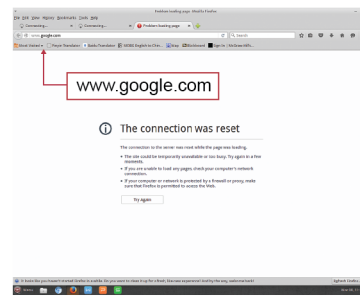 Problem loading page - Mozilla Firefox
File Edit View History Bookmarks Tools Help
Connecting... Connecting... Problem loading page
www.google.com Search
Most Visited
www.google.com
The connection was reset
The connection to the server was reset while the page was loading.
The site could be temporarily unavailable or too busy. Try again in a few
moments.
If you are unable to load any pages, check your computer's network
connection.
If your computer or network is protected by a firewall or proxy, make
sure that Firefox is permitted to access the Web.
Try again